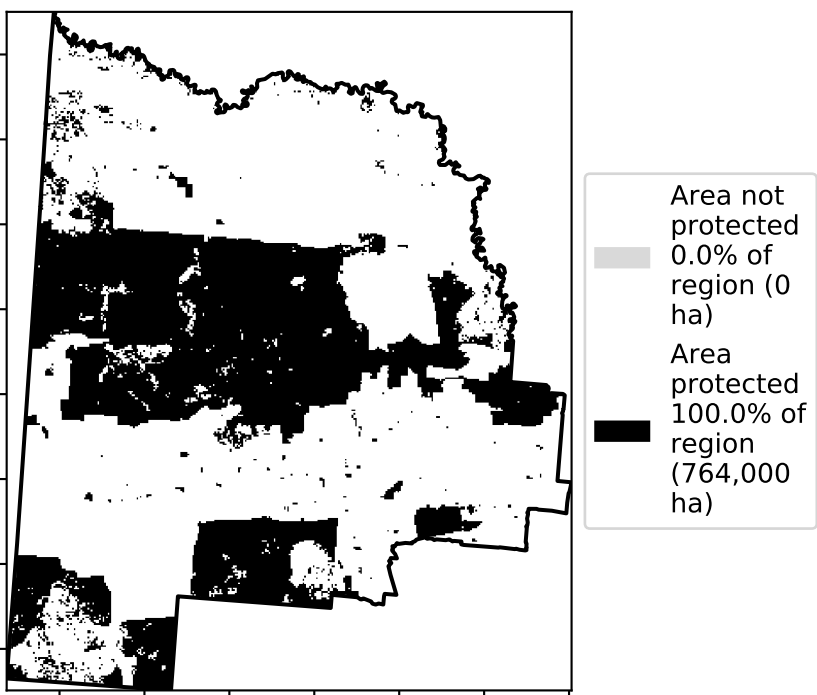 Area not
protected
0.0% of
region (0
ha)
Area
protected
100.0% of
region
(764,000
ha)